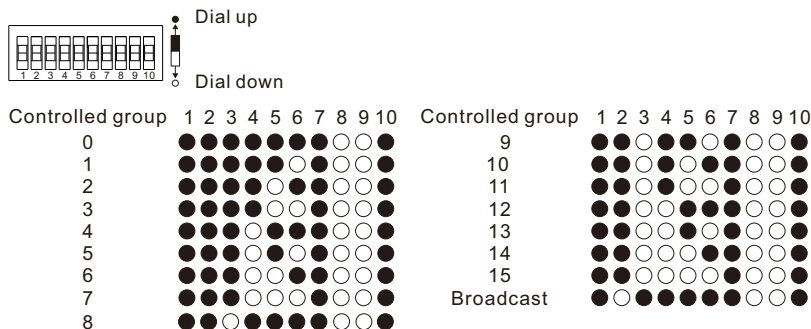 Dial up
1 2 3 4 5 6 7 8 9 10
Dial down
Controlled group 1 2 3 4 5 6 7 8 9 10
0
1
2
3
4
5
6
7
8
Controlled group 1 2 3 4 5 6 7 8 9 10
9
10
11
12
13
14
15
Broadcast